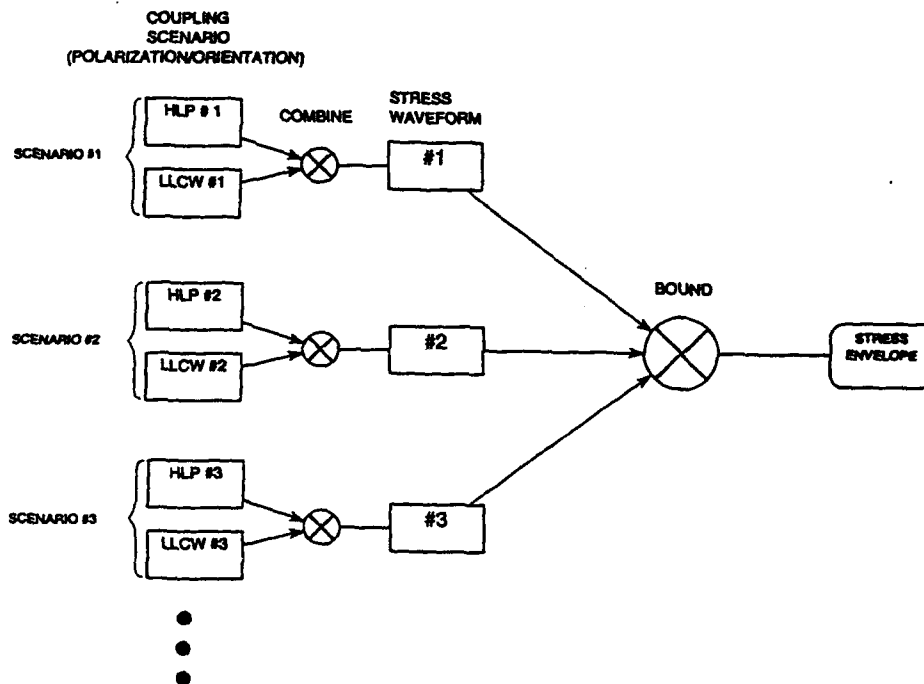 COUPLING
SCENARIO
(POLARIZATION/ORIENTATION)
HLP # 1
COMBINE
STRESS
WAVEFORM
SCENARIO #1
#1
LLCW #1
HLP #2
BOUND
SCENARIO #2
#2
STRESS
ENVELOPE
LLCW #2
HLP #3
SCENARIO #3
#3
LLCW #3